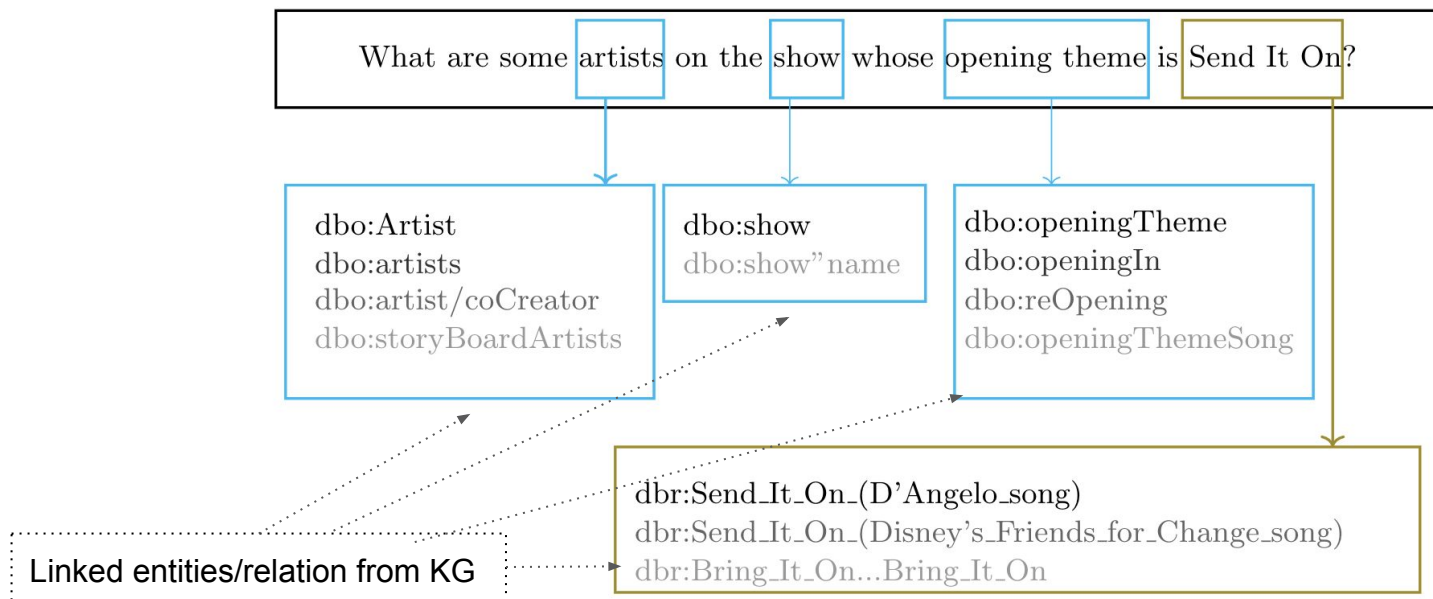 What are some artists on the show whose opening theme is Send It On?
dbo:Artist
dbo:artists
dbo:artist/coCreator
dbo:storyBoardArtists
dbo:show
dbo:show”name
dbo:openingTheme
dbo:openingIn
dbo:reOpening
dbo:openingThemeSong
dbr:Send_It_On_(D'Angelo_song)
dbr:Send_It_On_(Disney's_Friends_for_Change_song)
dbr:Bring_It_On...Bring_It_On
Linked entities/relation from KG